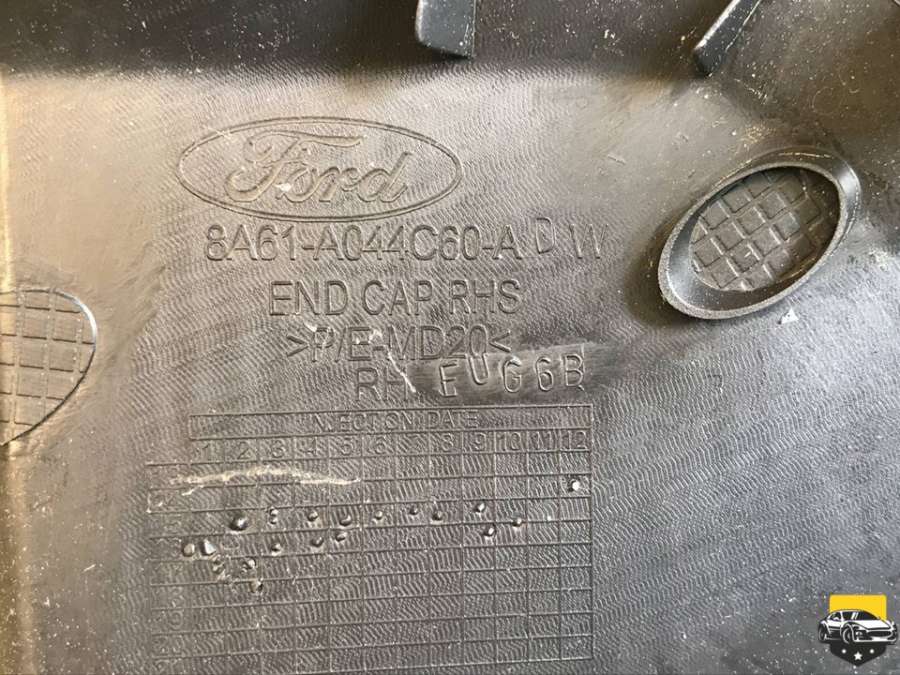 Ford
8A61-A044C60-A D W
END CAP RHS
>P/E-MD20<
RH FUG6B
INJECTION DATE
1 2 3 4 5 6 7 8 9 10 11 12